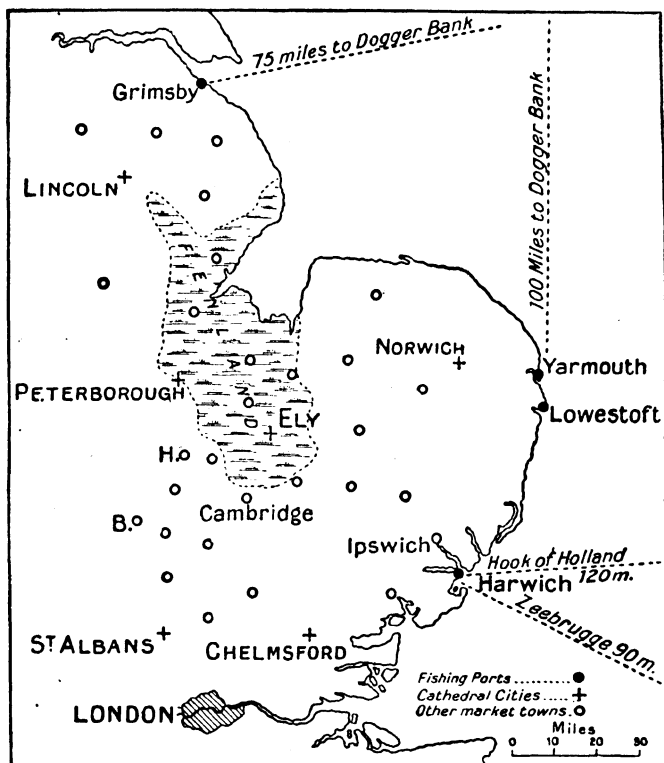 75 miles to Dogger Bank
Grimsby
100 Miles to Dogger Bank
LINCOLN
FENLAND
NORWICH
Yarmouth
PETERBOROUGH
Lowestoft
ELY
H.
Cambridge
B.
Ipswich
Hook of Holland
120 m.
Harwich
Zeebrugge 90 m.
ST ALBANS
CHELMSFORD
Fishing Ports
Cathedral Cities
Other market towns
LONDON
Miles
0 10 20 30